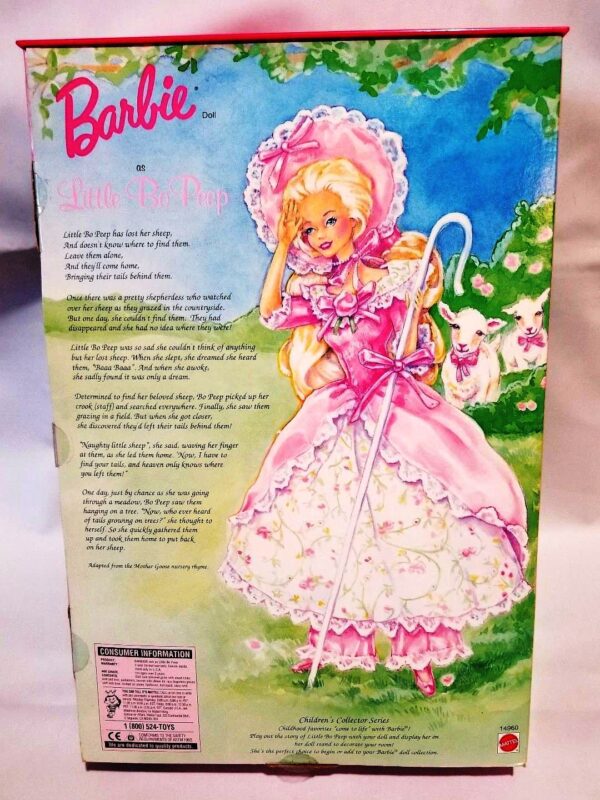 Barbie Doll
as
Little Bo Peep
Little Bo Peep has lost her sheep,
And doesn't know where to find them.
Leave them alone,
And they'll come home,
Bringing their tails behind them.
Once there was a pretty shepherdess who watched
over her sheep as they grazed in the countryside.
But one day, she couldn't find them. They had
disappeared and she had no idea where they were!
Little Bo Peep was so sad she couldn't think of anything
but her lost sheep. When she slept, she dreamed she heard
them, "Baaa Baaa". And when she awoke,
she sadly found it was only a dream.
Determined to find her beloved sheep, Bo Peep picked up her
crook (staff) and searched everywhere. Finally, she saw them
grazing in a field. But when she got closer,
she discovered they'd left their tails behind them!
"Naughty little sheep", she said, waving her finger
at them, as she led them home. "Now, I have to
find your tails, and heaven only knows where
you left them!"
One day, just by chance as she was going
through a meadow, Bo Peep saw them
hanging on a tree. "Now, who ever heard
of tails growing on trees?" she thought to
herself. So she quickly gathered them
up and took them home to put back
on her sheep.
Adapted from the Mother Goose nursery rhyme.
CONSUMER INFORMATION
PRODUCT
WARRANTY
1 (800) 524-TOYS
CE CONFORMS TO THE SAFETY
REQUIREMENTS OF ASTM F963.
We are dedicated to quality products.
Children's Collector Series
Childhood favorites "come to life" with Barbie!
Play out the story of Little Bo Peep with your doll and display her on
her doll stand to decorate your room!
She's the perfect choice to begin or add to your Barbie doll collection.
14960
MATTEL